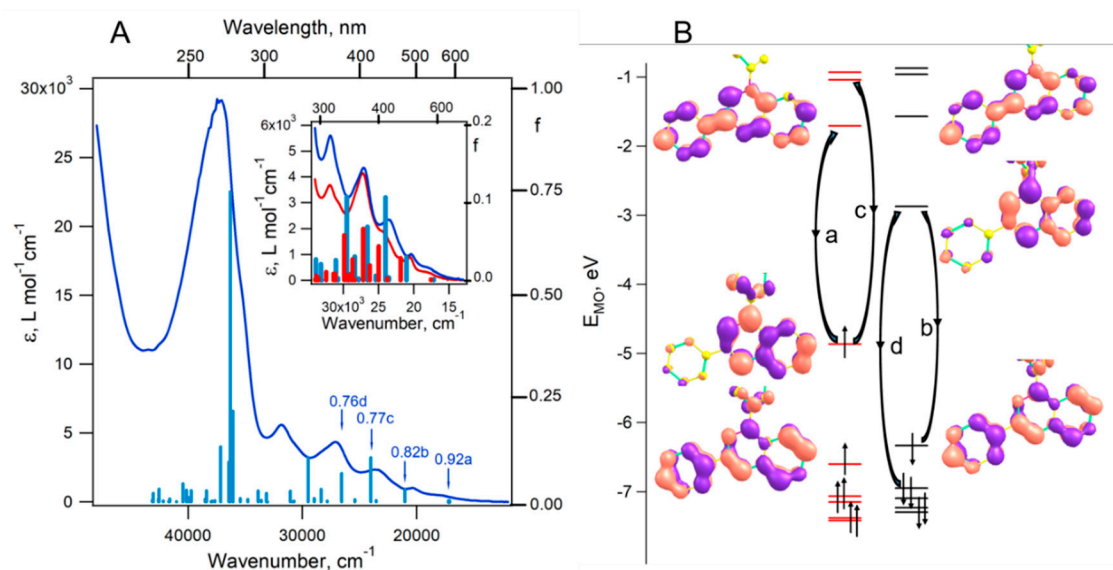 A
Wavelength, nm
250 300 400 500 600
30x10³
25
20
15
10
5
0
ε, L mol⁻¹cm⁻¹
1.00
0.75
0.50
0.25
0.00
f
300 400 600
6x10³
5
4
3
2
1
0
ε, L mol⁻¹cm⁻¹
0.2
f
0.1
0.0
30x10³ 25 20 15
Wavenumber, cm⁻¹
0.76d
0.77c
0.82b
0.92a
40000 30000 20000
Wavenumber, cm⁻¹
B
-1
-2
-3
-4
-5
-6
-7
E_MO, eV
a
c
d
b